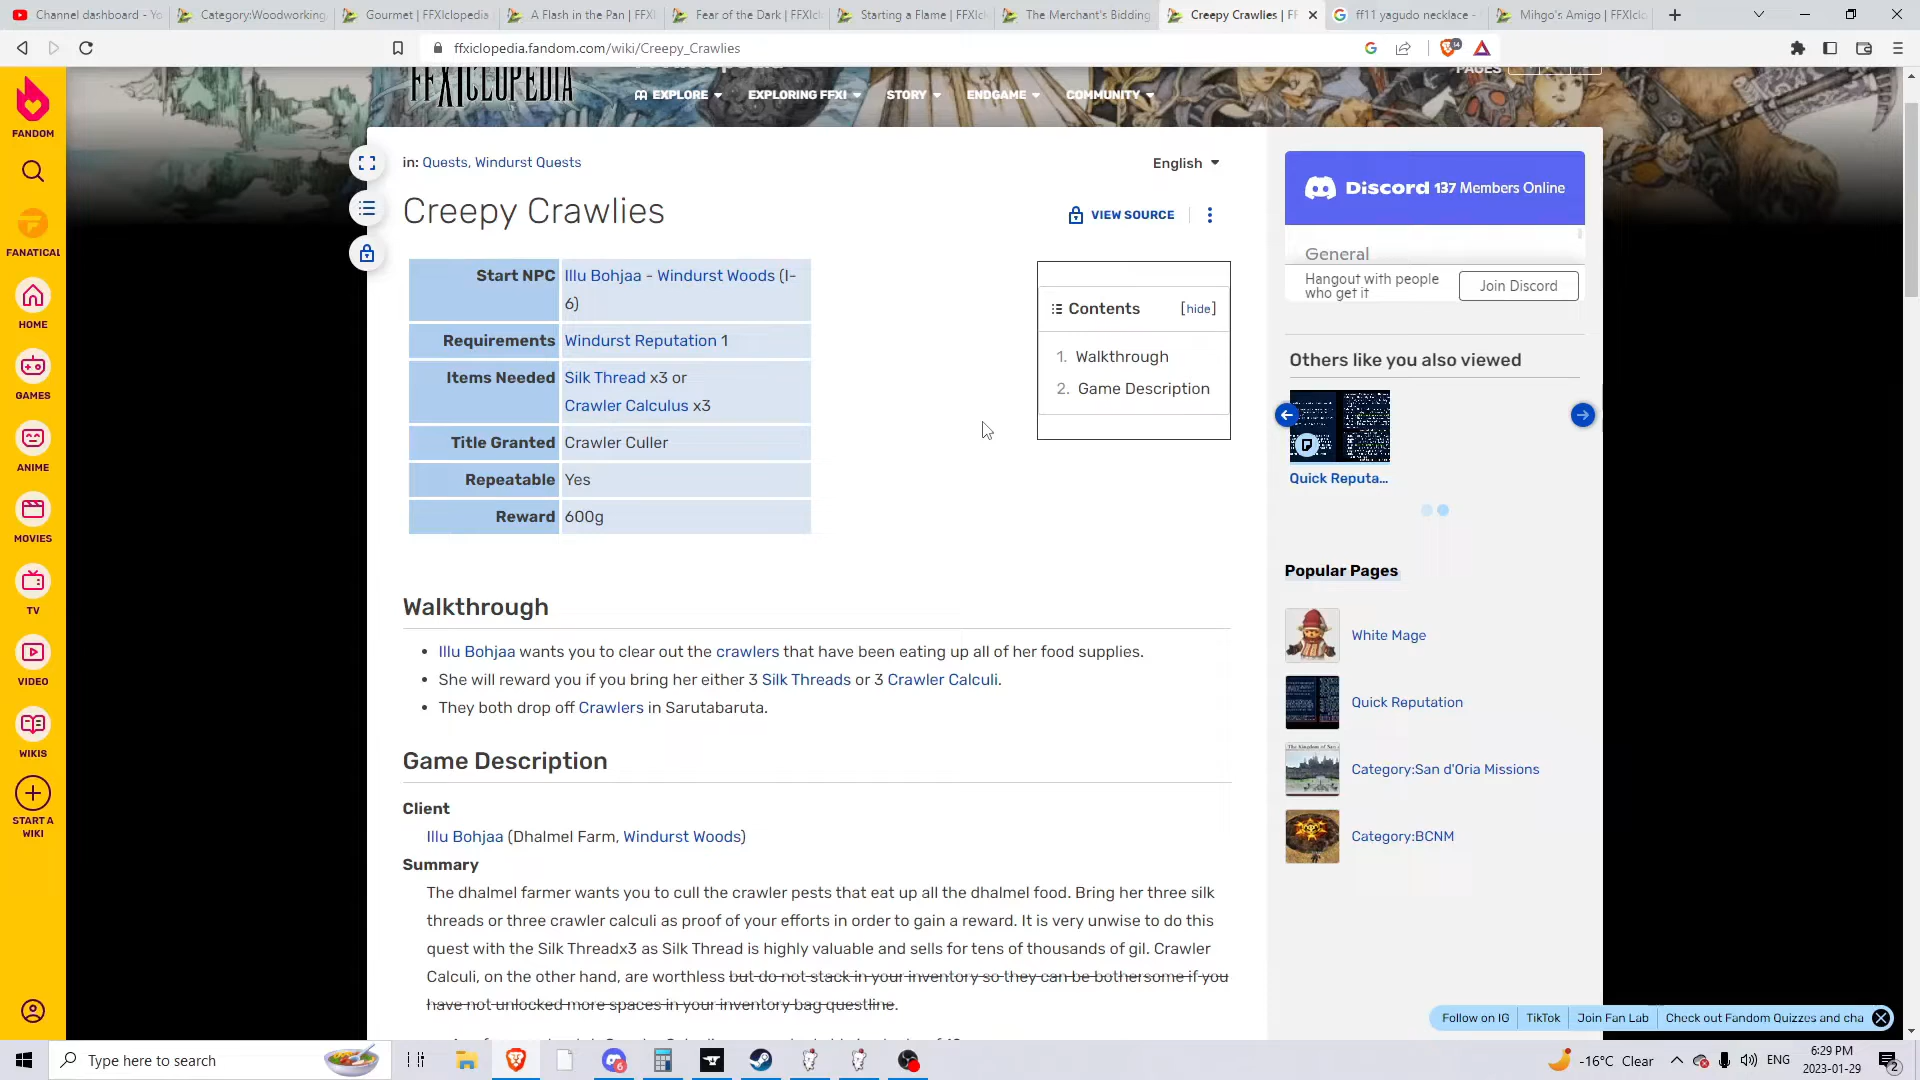 Channel dashboard - Yo
Category:Woodworking
Gourmet | FFXIclopedia
A Flash in the Pan | FFXI
Fear of the Dark | FFXIcl
Starting a Flame | FFXIc
The Merchant's Bidding
Creepy Crawlies | FF
ff11 yagudo necklace -
Mihgo's Amigo | FFXIclo
ffxiclopedia.fandom.com/wiki/Creepy_Crawlies
14
FFXICLOPEDIA
PAGES
EXPLORE
EXPLORING FFXI
STORY
ENDGAME
COMMUNITY
FANDOM
FANATICAL
HOME
GAMES
ANIME
MOVIES
TV
VIDEO
WIKIS
START A
WIKI
in: Quests, Windurst Quests
English
Creepy Crawlies
VIEW SOURCE
Start NPC
Illu Bohjaa - Windurst Woods (I-
6)
Requirements
Windurst Reputation 1
Items Needed
Silk Thread x3 or
Crawler Calculus x3
Title Granted
Crawler Culler
Repeatable
Yes
Reward
600g
Contents [hide]
1. Walkthrough
2. Game Description
Walkthrough
• Illu Bohjaa wants you to clear out the crawlers that have been eating up all of her food supplies.
• She will reward you if you bring her either 3 Silk Threads or 3 Crawler Calculi.
• They both drop off Crawlers in Sarutabaruta.
Game Description
Client
Illu Bohjaa (Dhalmel Farm, Windurst Woods)
Summary
The dhalmel farmer wants you to cull the crawler pests that eat up all the dhalmel food. Bring her three silk
threads or three crawler calculi as proof of your efforts in order to gain a reward. It is very unwise to do this
quest with the Silk Threadx3 as Silk Thread is highly valuable and sells for tens of thousands of gil. Crawler
Calculi, on the other hand, are worthless but do not stack in your inventory so they can be bothersome if you
have not unlocked more spaces in your inventory bag questline.
Discord 137 Members Online
General
Hangout with people
who get it
Join Discord
Others like you also viewed
Quick Reputa...
Popular Pages
White Mage
Quick Reputation
Category:San d'Oria Missions
Category:BCNM
Follow on IG
TikTok
Join Fan Lab
Check out Fandom Quizzes and cha
Type here to search
6
-16°C Clear
ENG
6:29 PM
2023-01-29
2